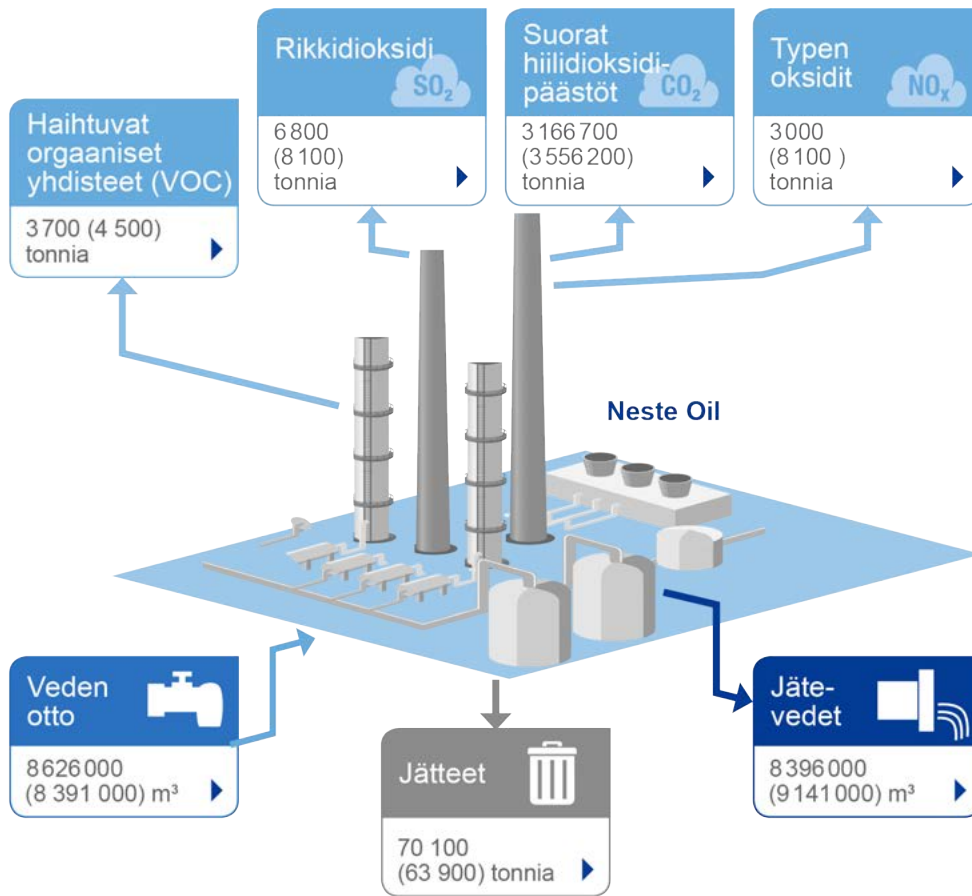 Rikkidioksidi
SO₂
6 800
(8 100)
tonnia
Suorat
hiilidioksidi-
päästöt
CO₂
3 166 700
(3 556 200)
tonnia
Typen
oksidit
NOₓ
3 000
(8 100 )
tonnia
Haihtuvat
orgaaniset
yhdisteet (VOC)
3 700 (4 500)
tonnia
Neste Oil
Veden
otto
8 626 000
(8 391 000) m³
Jätteet
70 100
(63 900) tonnia
Jäte-
vedet
8 396 000
(9 141 000) m³